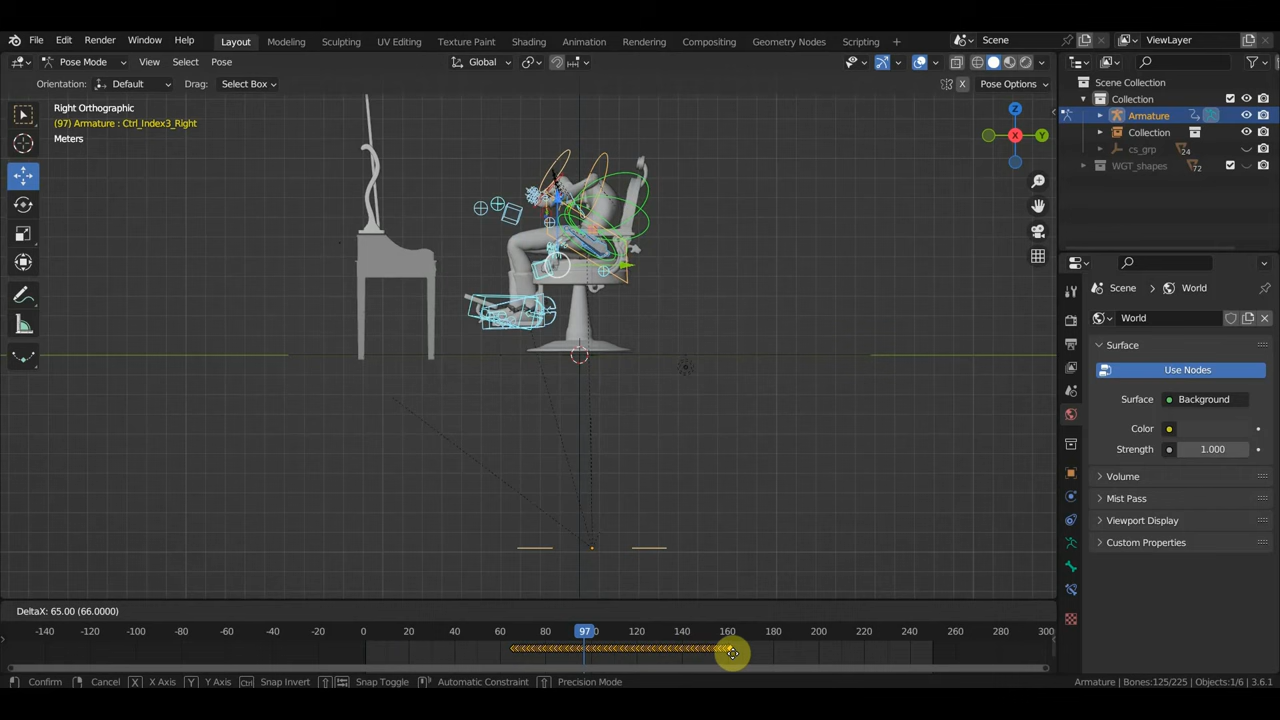 File Edit Render Window Help Layout Modeling Sculpting UV Editing Texture Paint Shading Animation Rendering Compositing Geometry Nodes Scripting + Scene ViewLayer
Pose Mode View Select Pose Global
Orientation: Default Drag: Select Box X Pose Options
Right Orthographic
(97) Armature : Ctrl_Index3_Right
Meters
Z
X
Y
Scene Collection
Collection
Armature
Collection
cs_grp 24
WGT_shapes 72
Scene World
World
Surface
Use Nodes
Surface Background
Color
Strength 1.000
Volume
Mist Pass
Viewport Display
Custom Properties
DeltaX: 65.00 (66.0000)
-140 -120 -100 -80 -60 -40 -20 0 20 40 60 80 97 120 140 160 180 200 220 240 260 280 300
Confirm Cancel X X Axis Y Y Axis Ctrl Snap Invert Snap Toggle Automatic Constraint Precision Mode Armature | Bones:125/225 | Objects:1/6 | 3.6.1